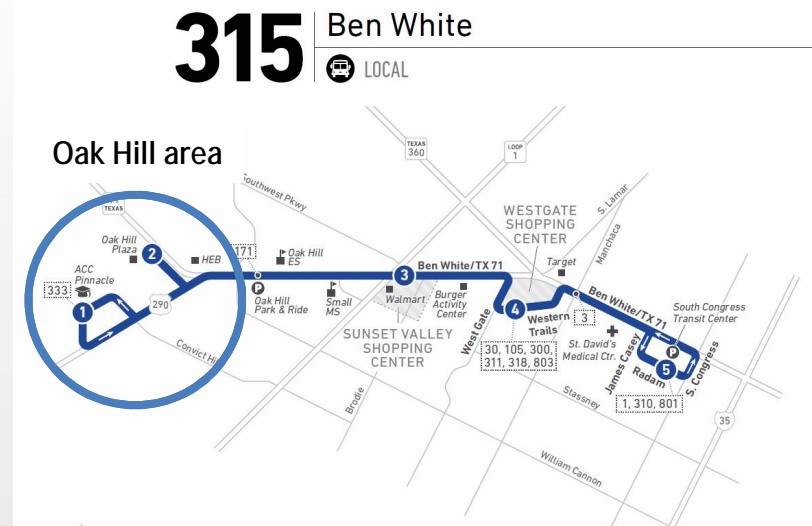 315
Ben White
LOCAL
Oak Hill area
TEXAS
360
LOOP
1
Southwest Pkwy
TEXAS
WESTGATE
SHOPPING
CENTER
S. Lamar
Manchaca
Oak Hill
Plaza
2
HEB
171
Oak Hill
ES
Target
ACC
Pinnacle
333
1
290
P
Oak Hill
Park & Ride
Small
MS
3
Ben White/TX 71
Walmart
Burger
Activity
Center
SUNSET VALLEY
SHOPPING
CENTER
West Gate
4
Western
Trails
3
Ben White/TX 71
30, 105, 300,
311, 318, 803
St. David's
Medical Ctr.
South Congress
Transit Center
P
James Casey
5
Radam
S. Congress
1, 310, 801
Convict
Brodie
Stassney
William Cannon
35